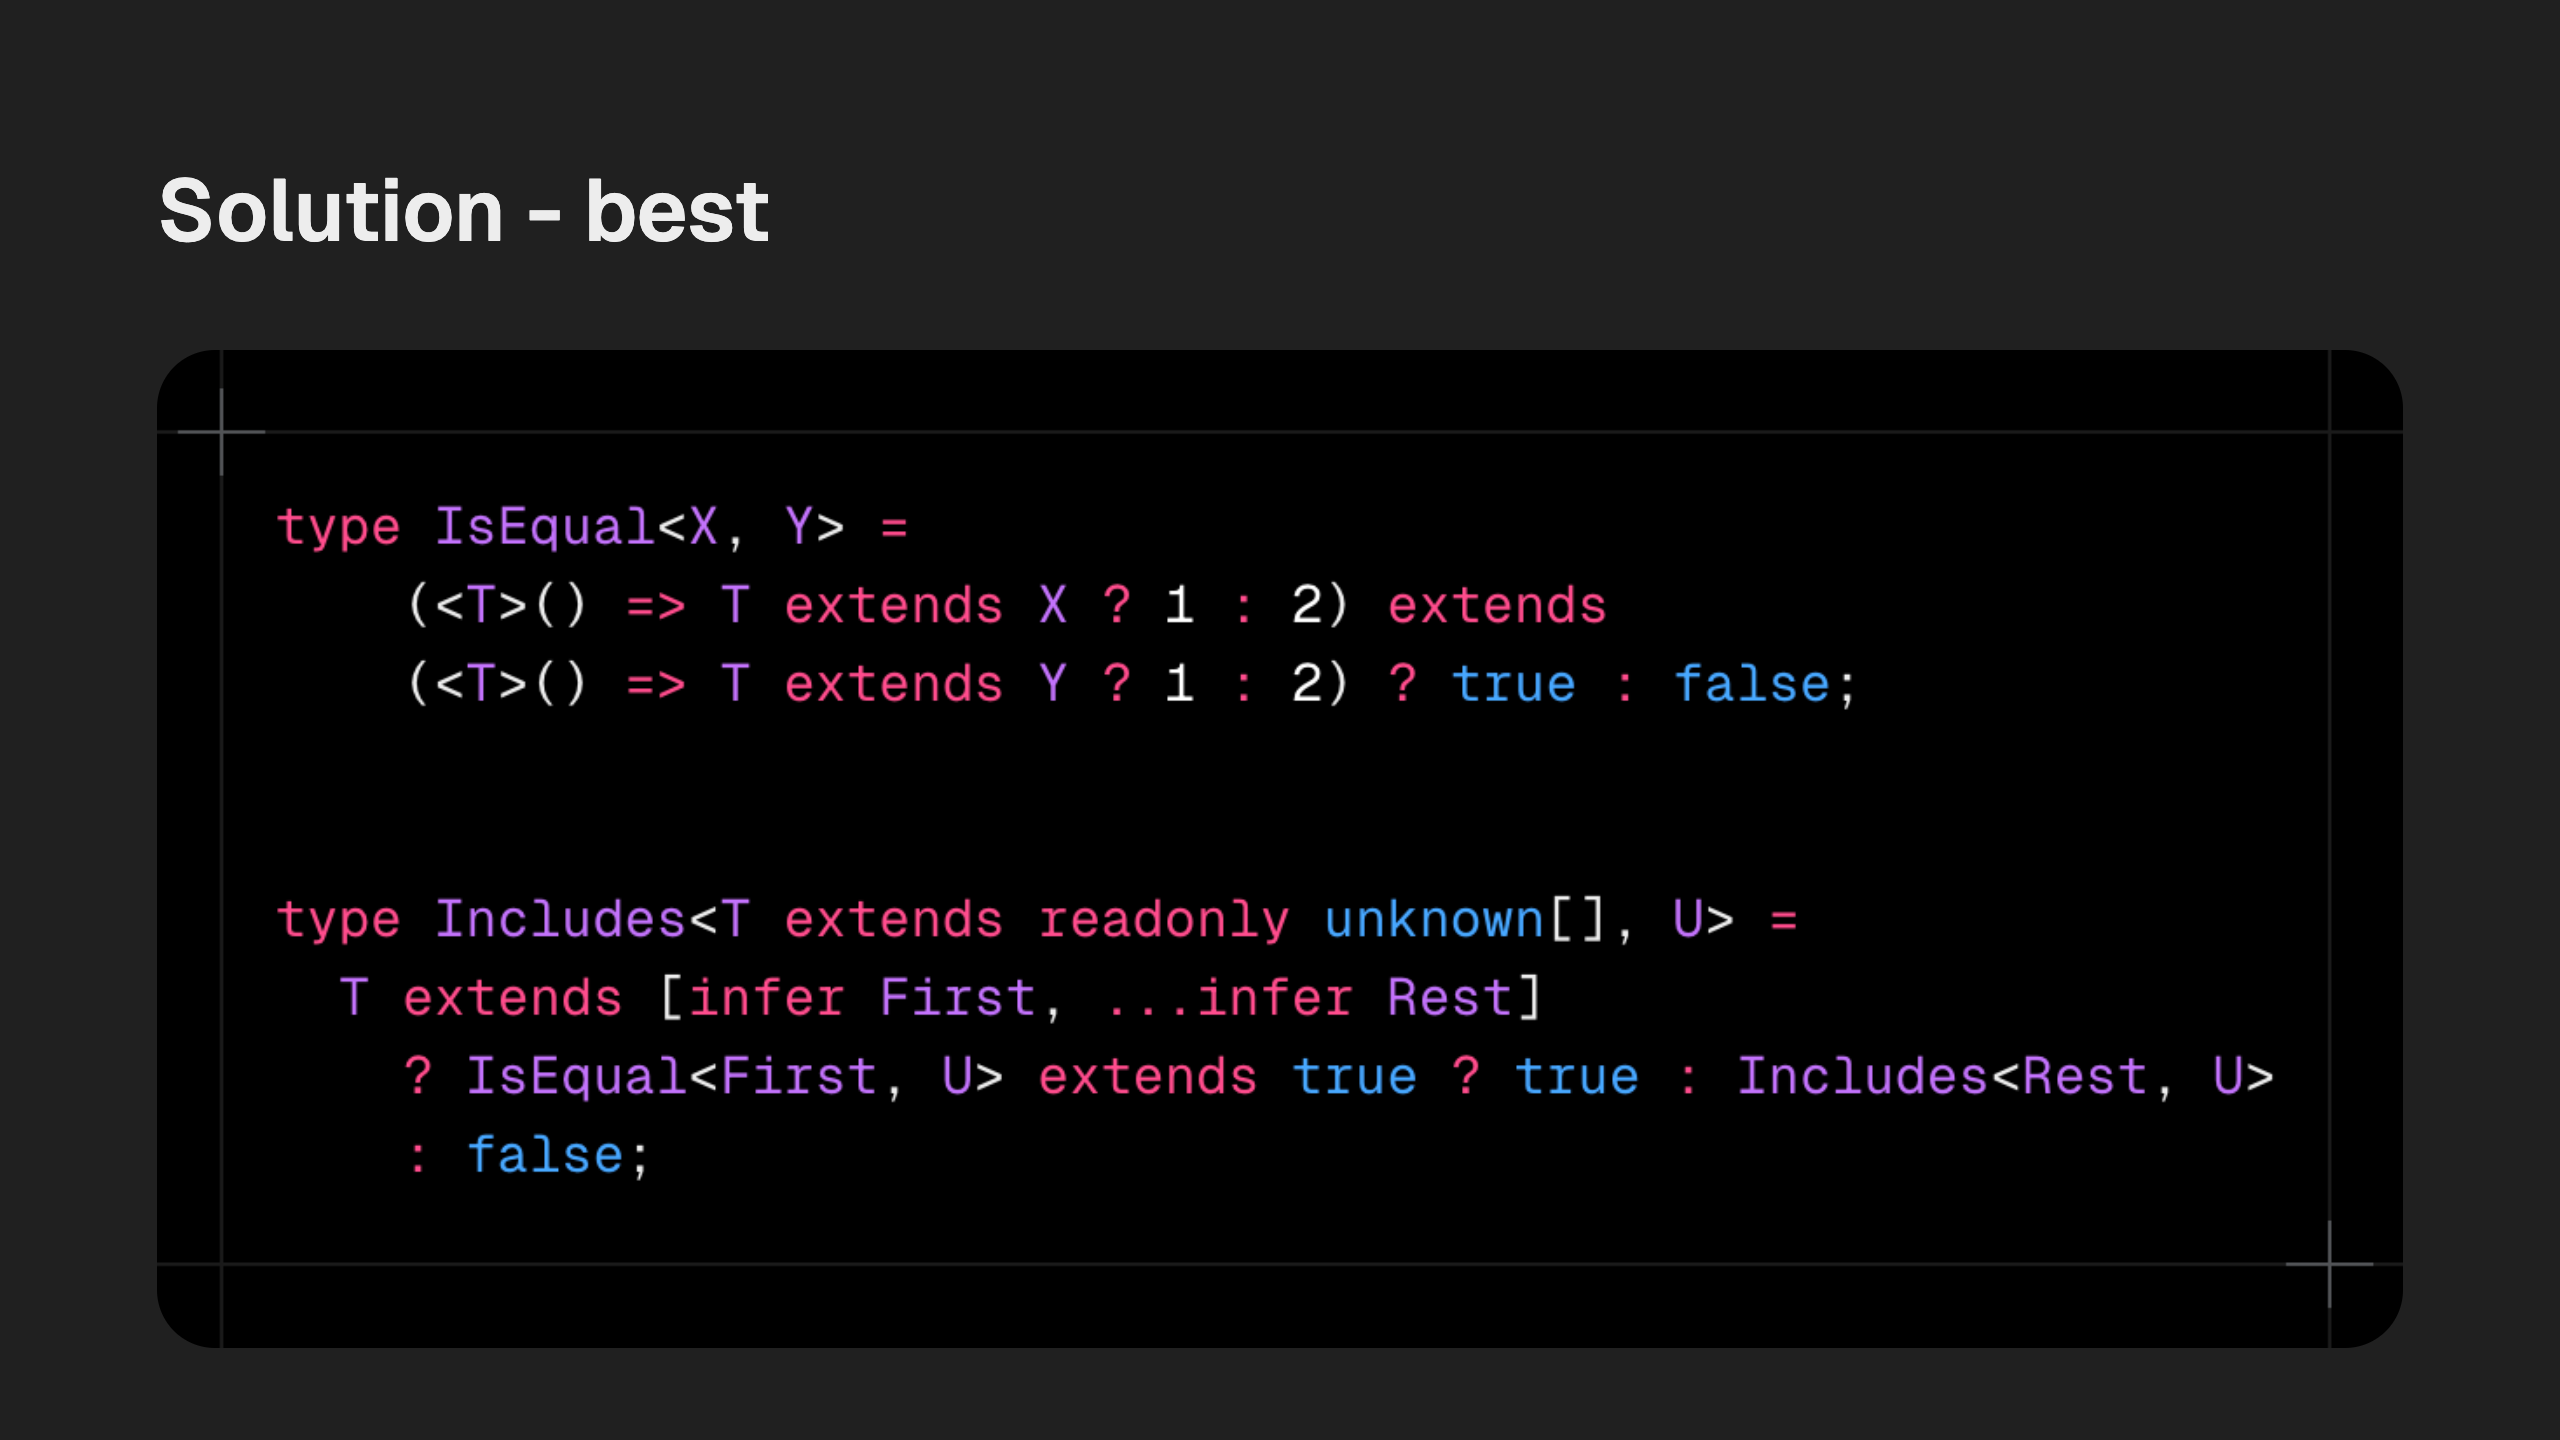 Solution - best
type IsEqual<X, Y> =
(<T>() => T extends X ? 1 : 2) extends
(<T>() => T extends Y ? 1 : 2) ? true : false;
type Includes<T extends readonly unknown[], U> =
T extends [infer First, ...infer Rest]
? IsEqual<First, U> extends true ? true : Includes<Rest, U>
: false;